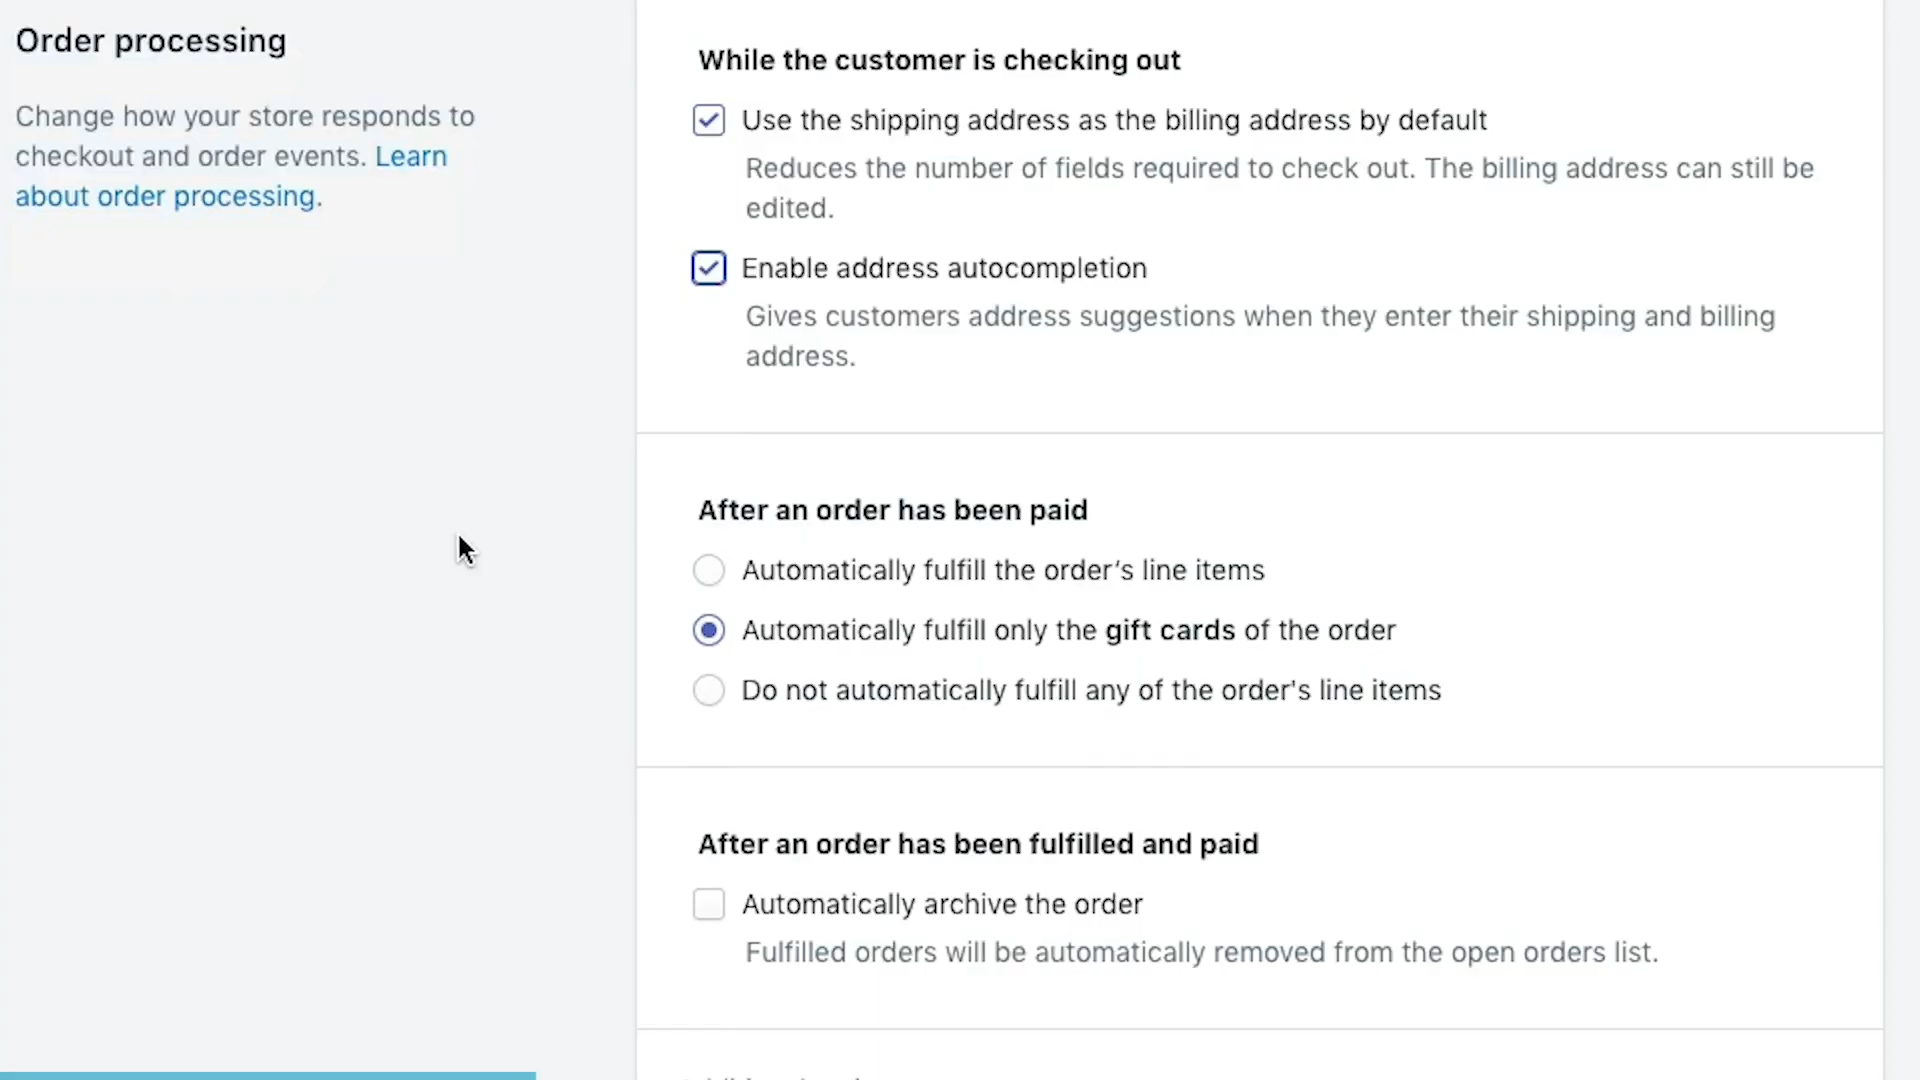 Order processing
Change how your store responds to
checkout and order events. Learn
about order processing.
While the customer is checking out
Use the shipping address as the billing address by default
Reduces the number of fields required to check out. The billing address can still be
edited.
Enable address autocompletion
Gives customers address suggestions when they enter their shipping and billing
address.
After an order has been paid
Automatically fulfill the order’s line items
Automatically fulfill only the gift cards of the order
Do not automatically fulfill any of the order's line items
After an order has been fulfilled and paid
Automatically archive the order
Fulfilled orders will be automatically removed from the open orders list.